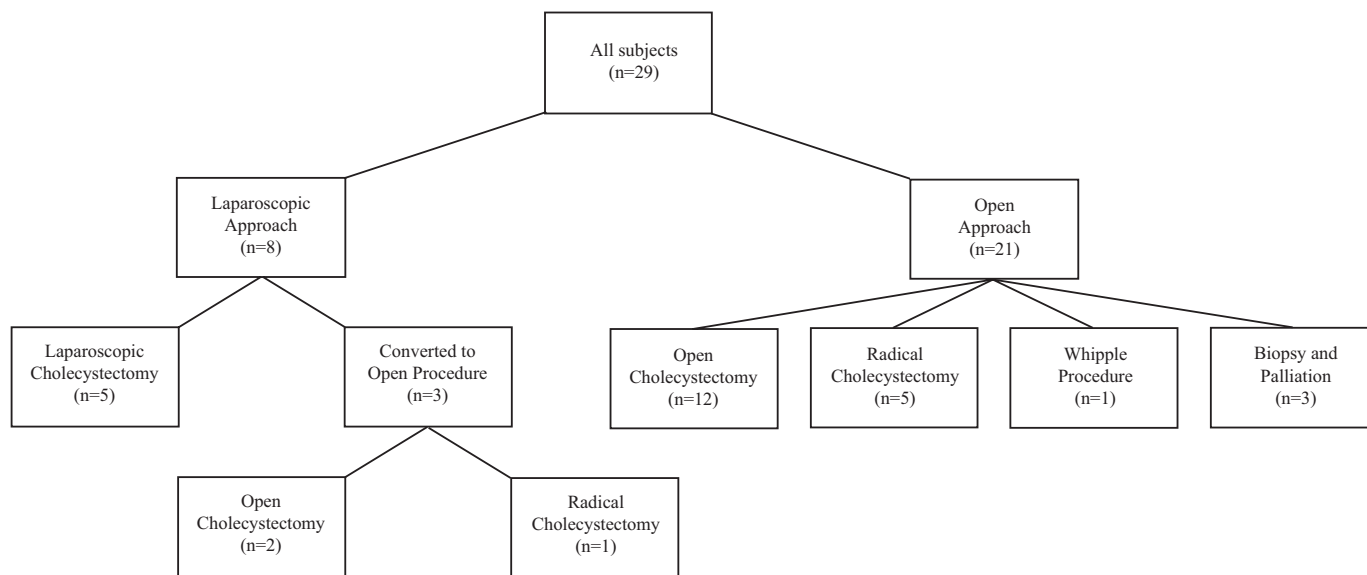 All subjects
(n=29)
Laparoscopic
Approach
(n=8)
Open
Approach
(n=21)
Laparoscopic
Cholecystectomy
(n=5)
Converted to
Open Procedure
(n=3)
Open
Cholecystectomy
(n=12)
Radical
Cholecystectomy
(n=5)
Whipple
Procedure
(n=1)
Biopsy and
Palliation
(n=3)
Open
Cholecystectomy
(n=2)
Radical
Cholecystectomy
(n=1)